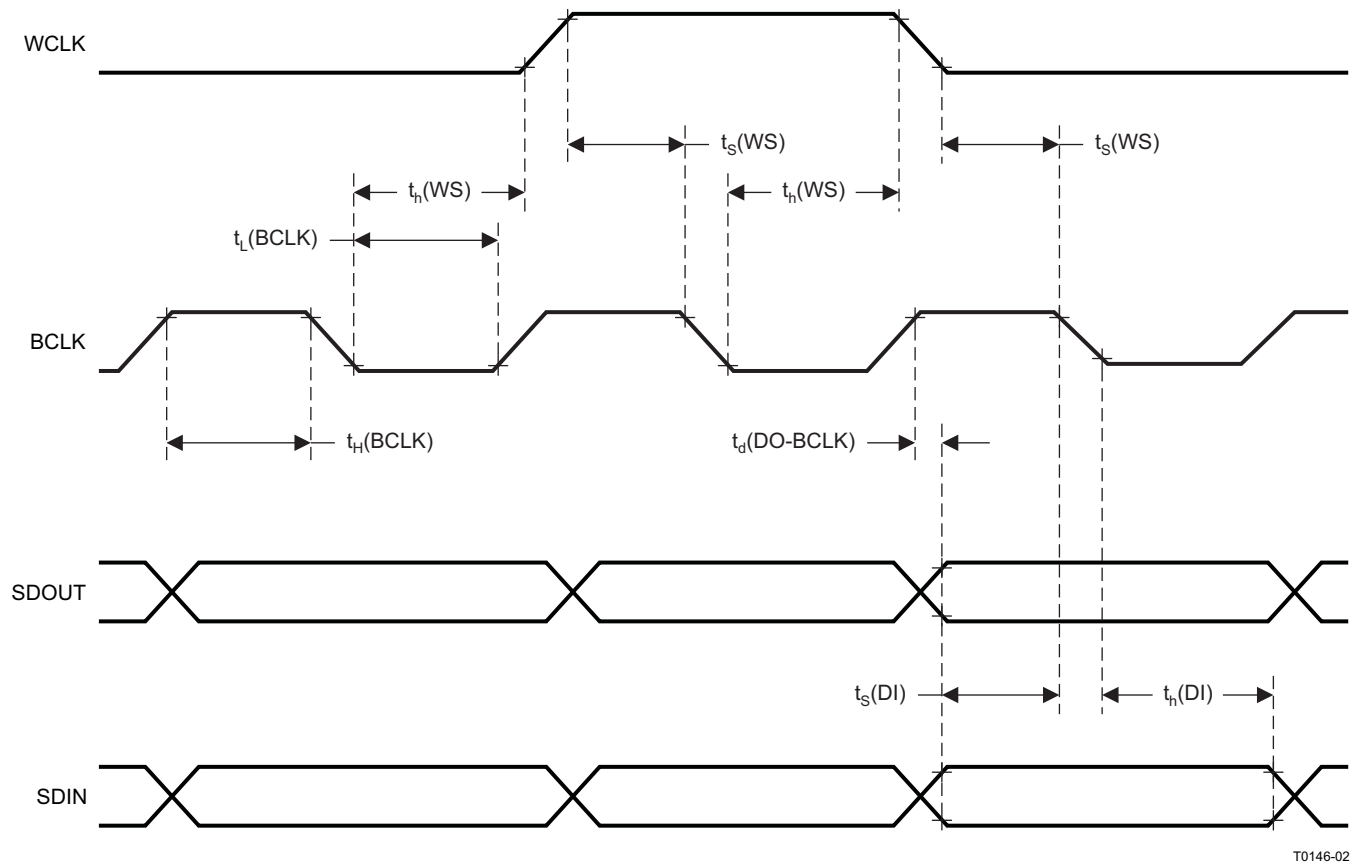 WCLK
tS(WS)
tS(WS)
th(WS)
th(WS)
tL(BCLK)
BCLK
tH(BCLK)
td(DO-BCLK)
SDOUT
tS(DI)
th(DI)
SDIN
T0146-02